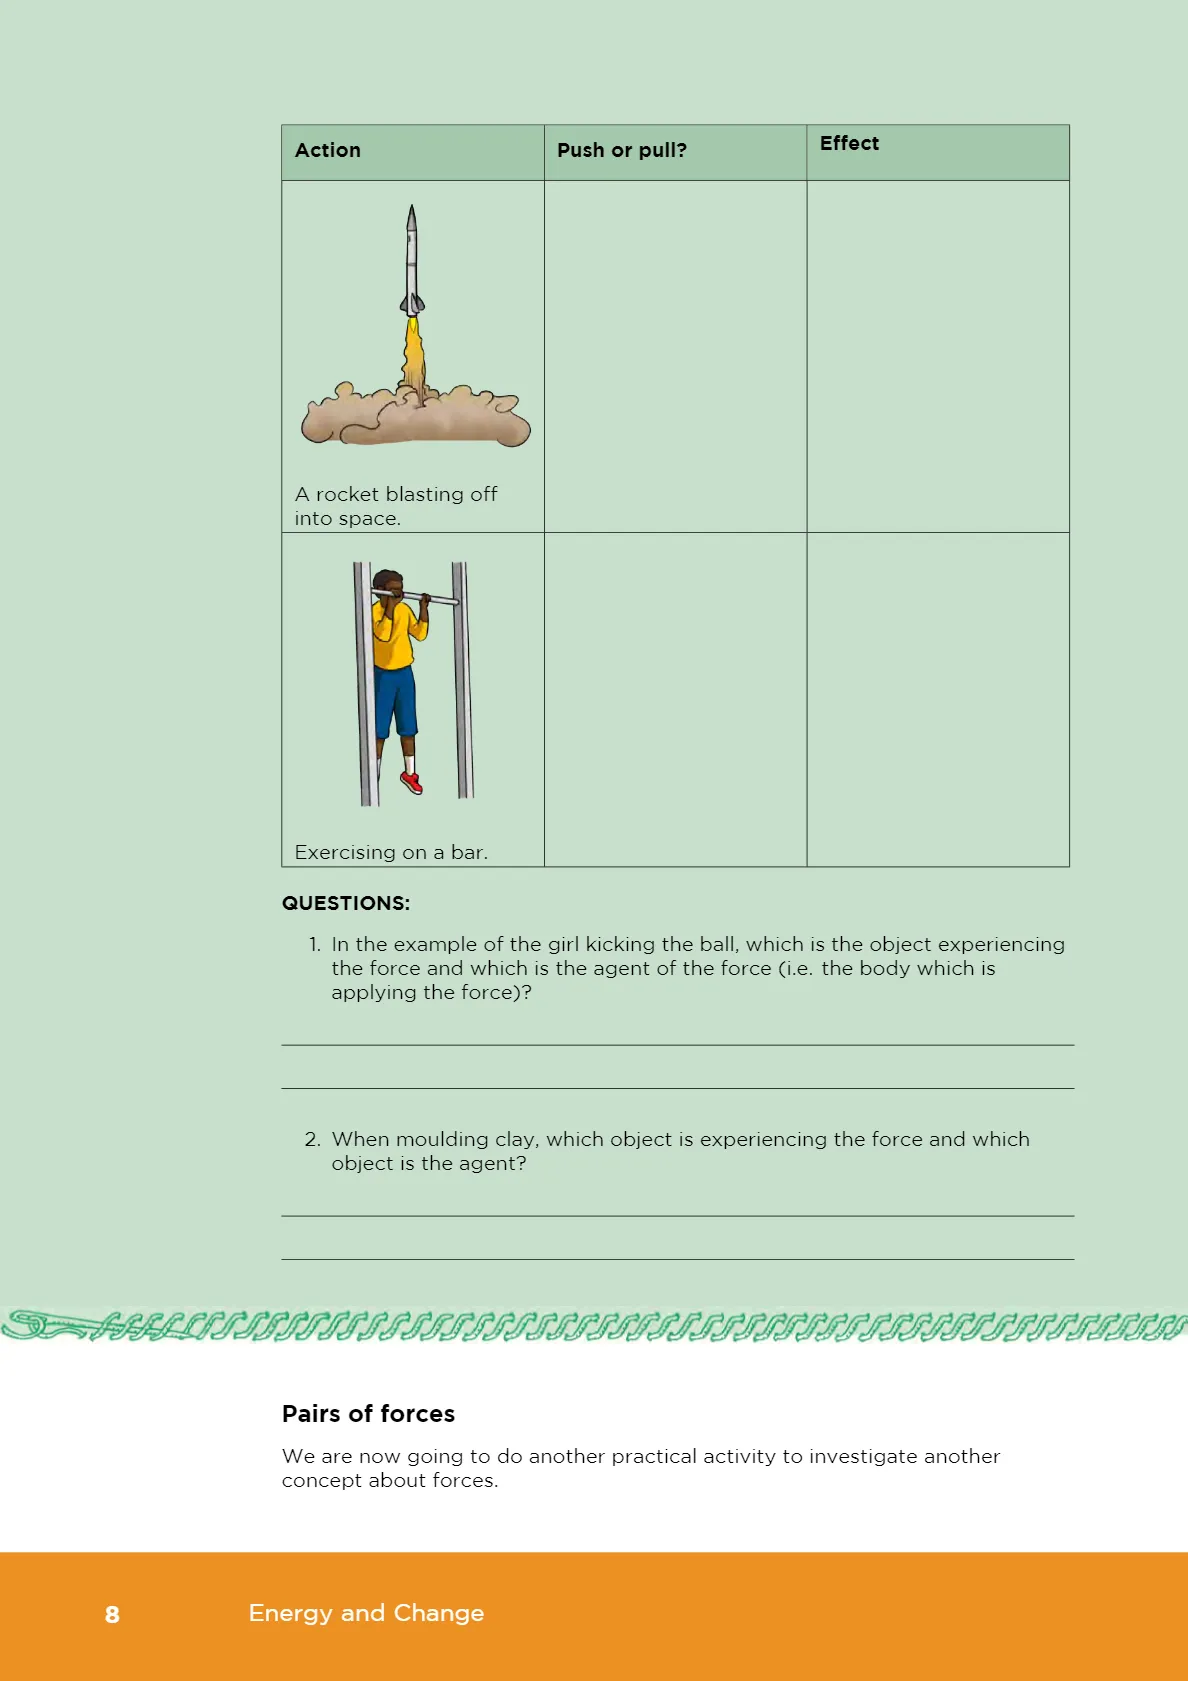 Action Push or pull? Effect
A rocket blasting off
into space.
Exercising on a bar.
QUESTIONS:
1. In the example of the girl kicking the ball, which is the object experiencing
the force and which is the agent of the force (i.e. the body which is
applying the force)?
2. When moulding clay, which object is experiencing the force and which
object is the agent?
Pairs of forces
We are now going to do another practical activity to investigate another
concept about forces.
8 Energy and Change